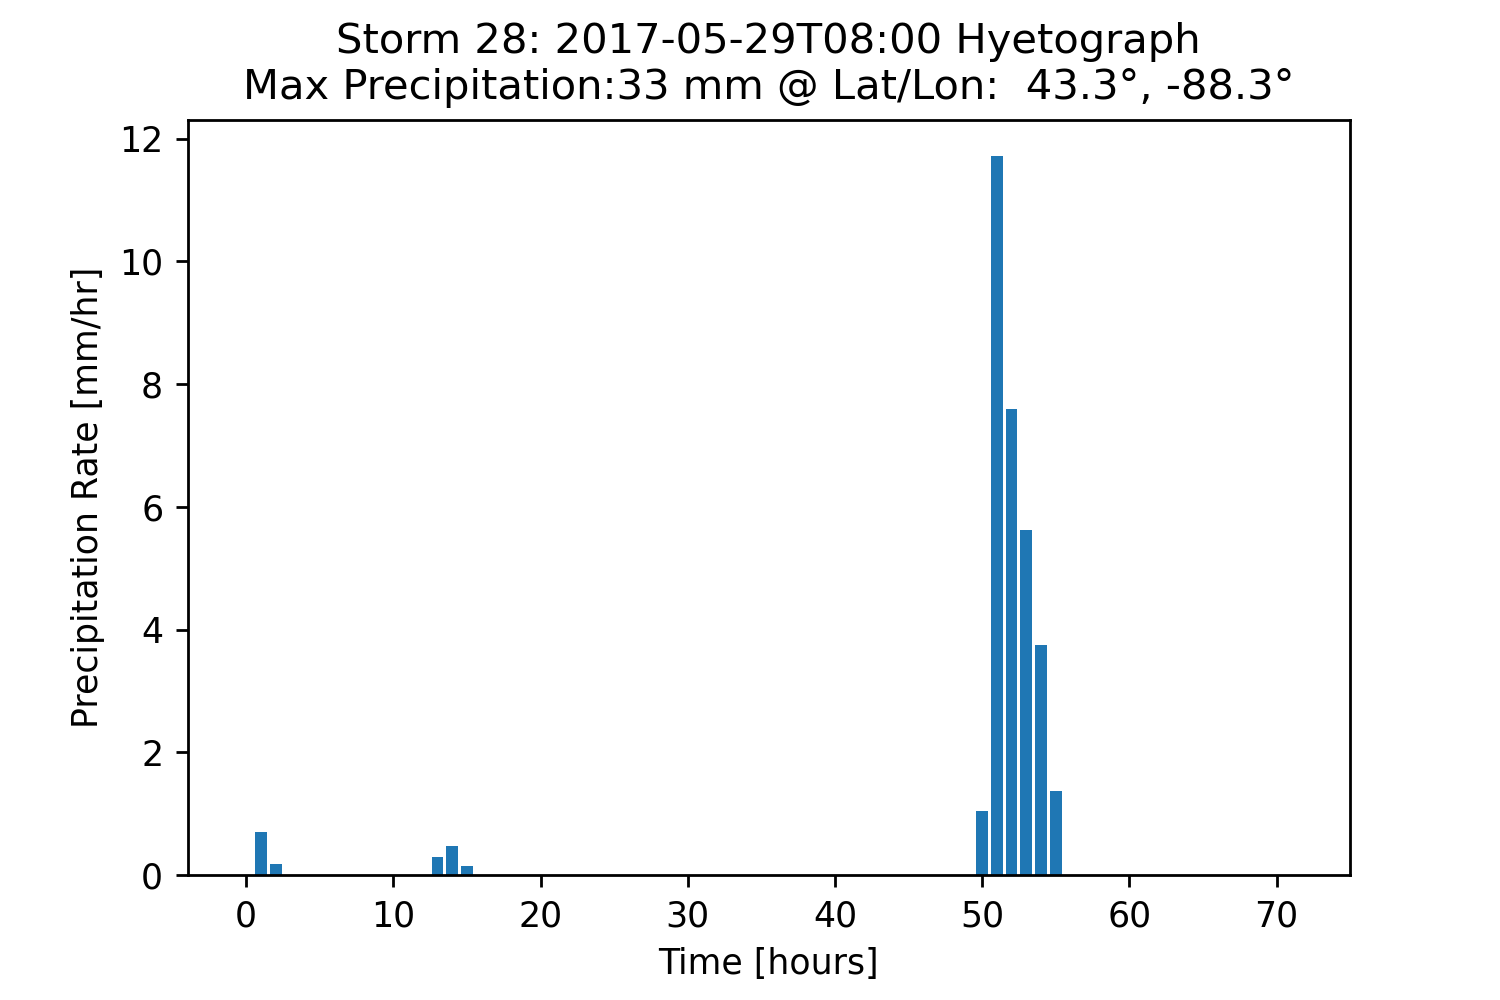 Storm 28: 2017-05-29T08:00 Hyetograph
Max Precipitation:33 mm @ Lat/Lon:  43.3°, -88.3°
12
10
8
6
4
2
0
Precipitation Rate [mm/hr]
0 10 20 30 40 50 60 70
Time [hours]